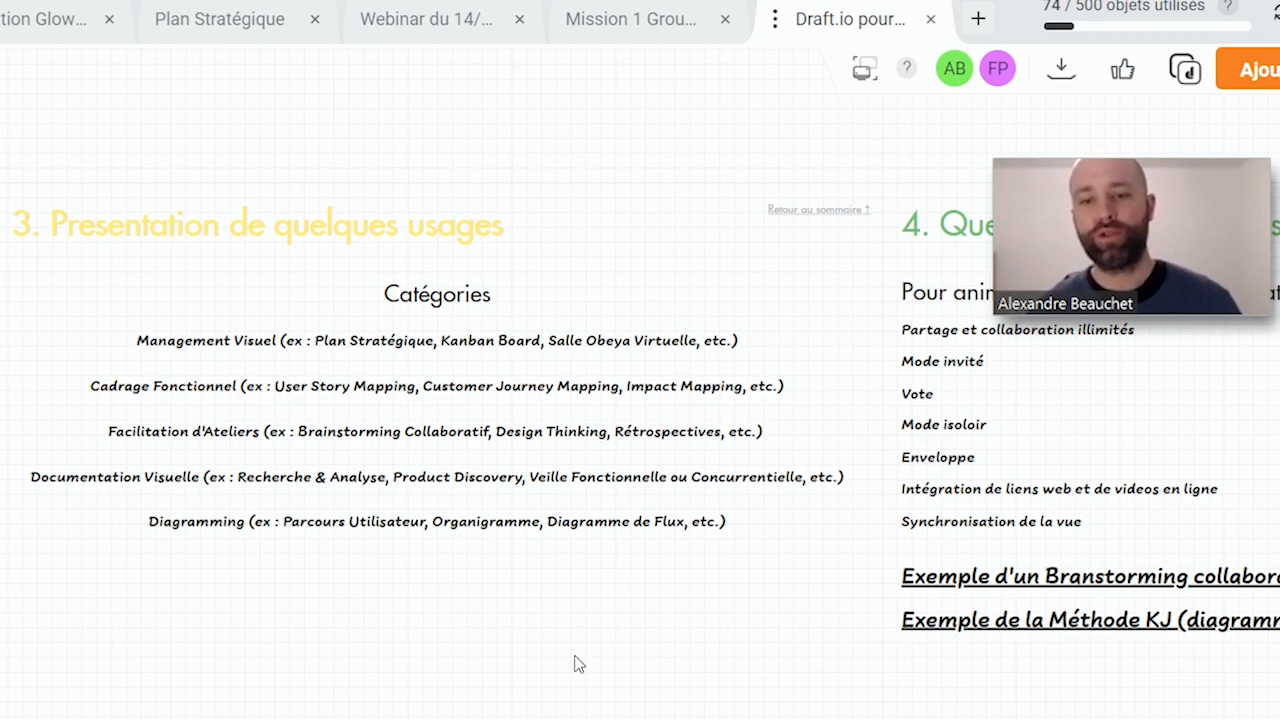 tion Glow...
Plan Stratégique
Webinar du 14/...
Mission 1 Grou...
Draft.io pour...
74 / 500 objets utilisés
?
?
AB
FP
Ajou
3. Presentation de quelques usages
Retour au sommaire ↑
Catégories
Management Visuel (ex : Plan Stratégique, Kanban Board, Salle Obeya Virtuelle, etc.)
Cadrage Fonctionnel (ex : User Story Mapping, Customer Journey Mapping, Impact Mapping, etc.)
Facilitation d'Ateliers (ex : Brainstorming Collaboratif, Design Thinking, Rétrospectives, etc.)
Documentation Visuelle (ex : Recherche & Analyse, Product Discovery, Veille Fonctionnelle ou Concurrentielle, etc.)
Diagramming (ex : Parcours Utilisateur, Organigramme, Diagramme de Flux, etc.)
4. Que
Pour anim
Alexandre Beauchet
Partage et collaboration illimités
Mode invité
Vote
Mode isoloir
Enveloppe
Intégration de liens web et de videos en ligne
Synchronisation de la vue
Exemple d'un Branstorming collabora
Exemple de la Méthode KJ (diagramm